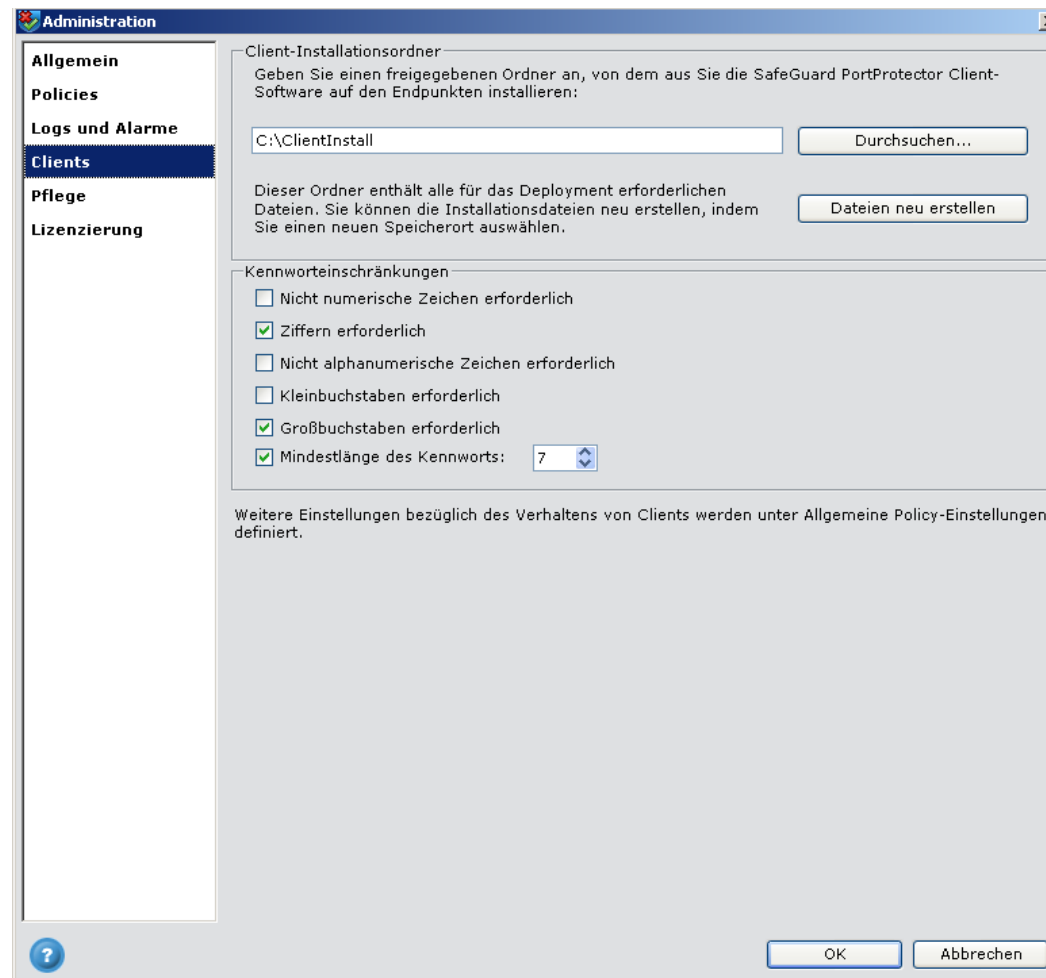 Administration
Allgemein
Policies
Logs und Alarme
Clients
Pflege
Lizenzierung
Client-Installationsordner
Geben Sie einen freigegebenen Ordner an, von dem aus Sie die SafeGuard PortProtector Client-
Software auf den Endpunkten installieren:
C:\ClientInstall
Durchsuchen...
Dieser Ordner enthält alle für das Deployment erforderlichen
Dateien. Sie können die Installationsdateien neu erstellen, indem
Sie einen neuen Speicherort auswählen.
Dateien neu erstellen
Kennworteinschränkungen
Nicht numerische Zeichen erforderlich
Ziffern erforderlich
Nicht alphanumerische Zeichen erforderlich
Kleinbuchstaben erforderlich
Großbuchstaben erforderlich
Mindestlänge des Kennworts: 7
Weitere Einstellungen bezüglich des Verhaltens von Clients werden unter Allgemeine Policy-Einstellungen
definiert.
?
OK
Abbrechen